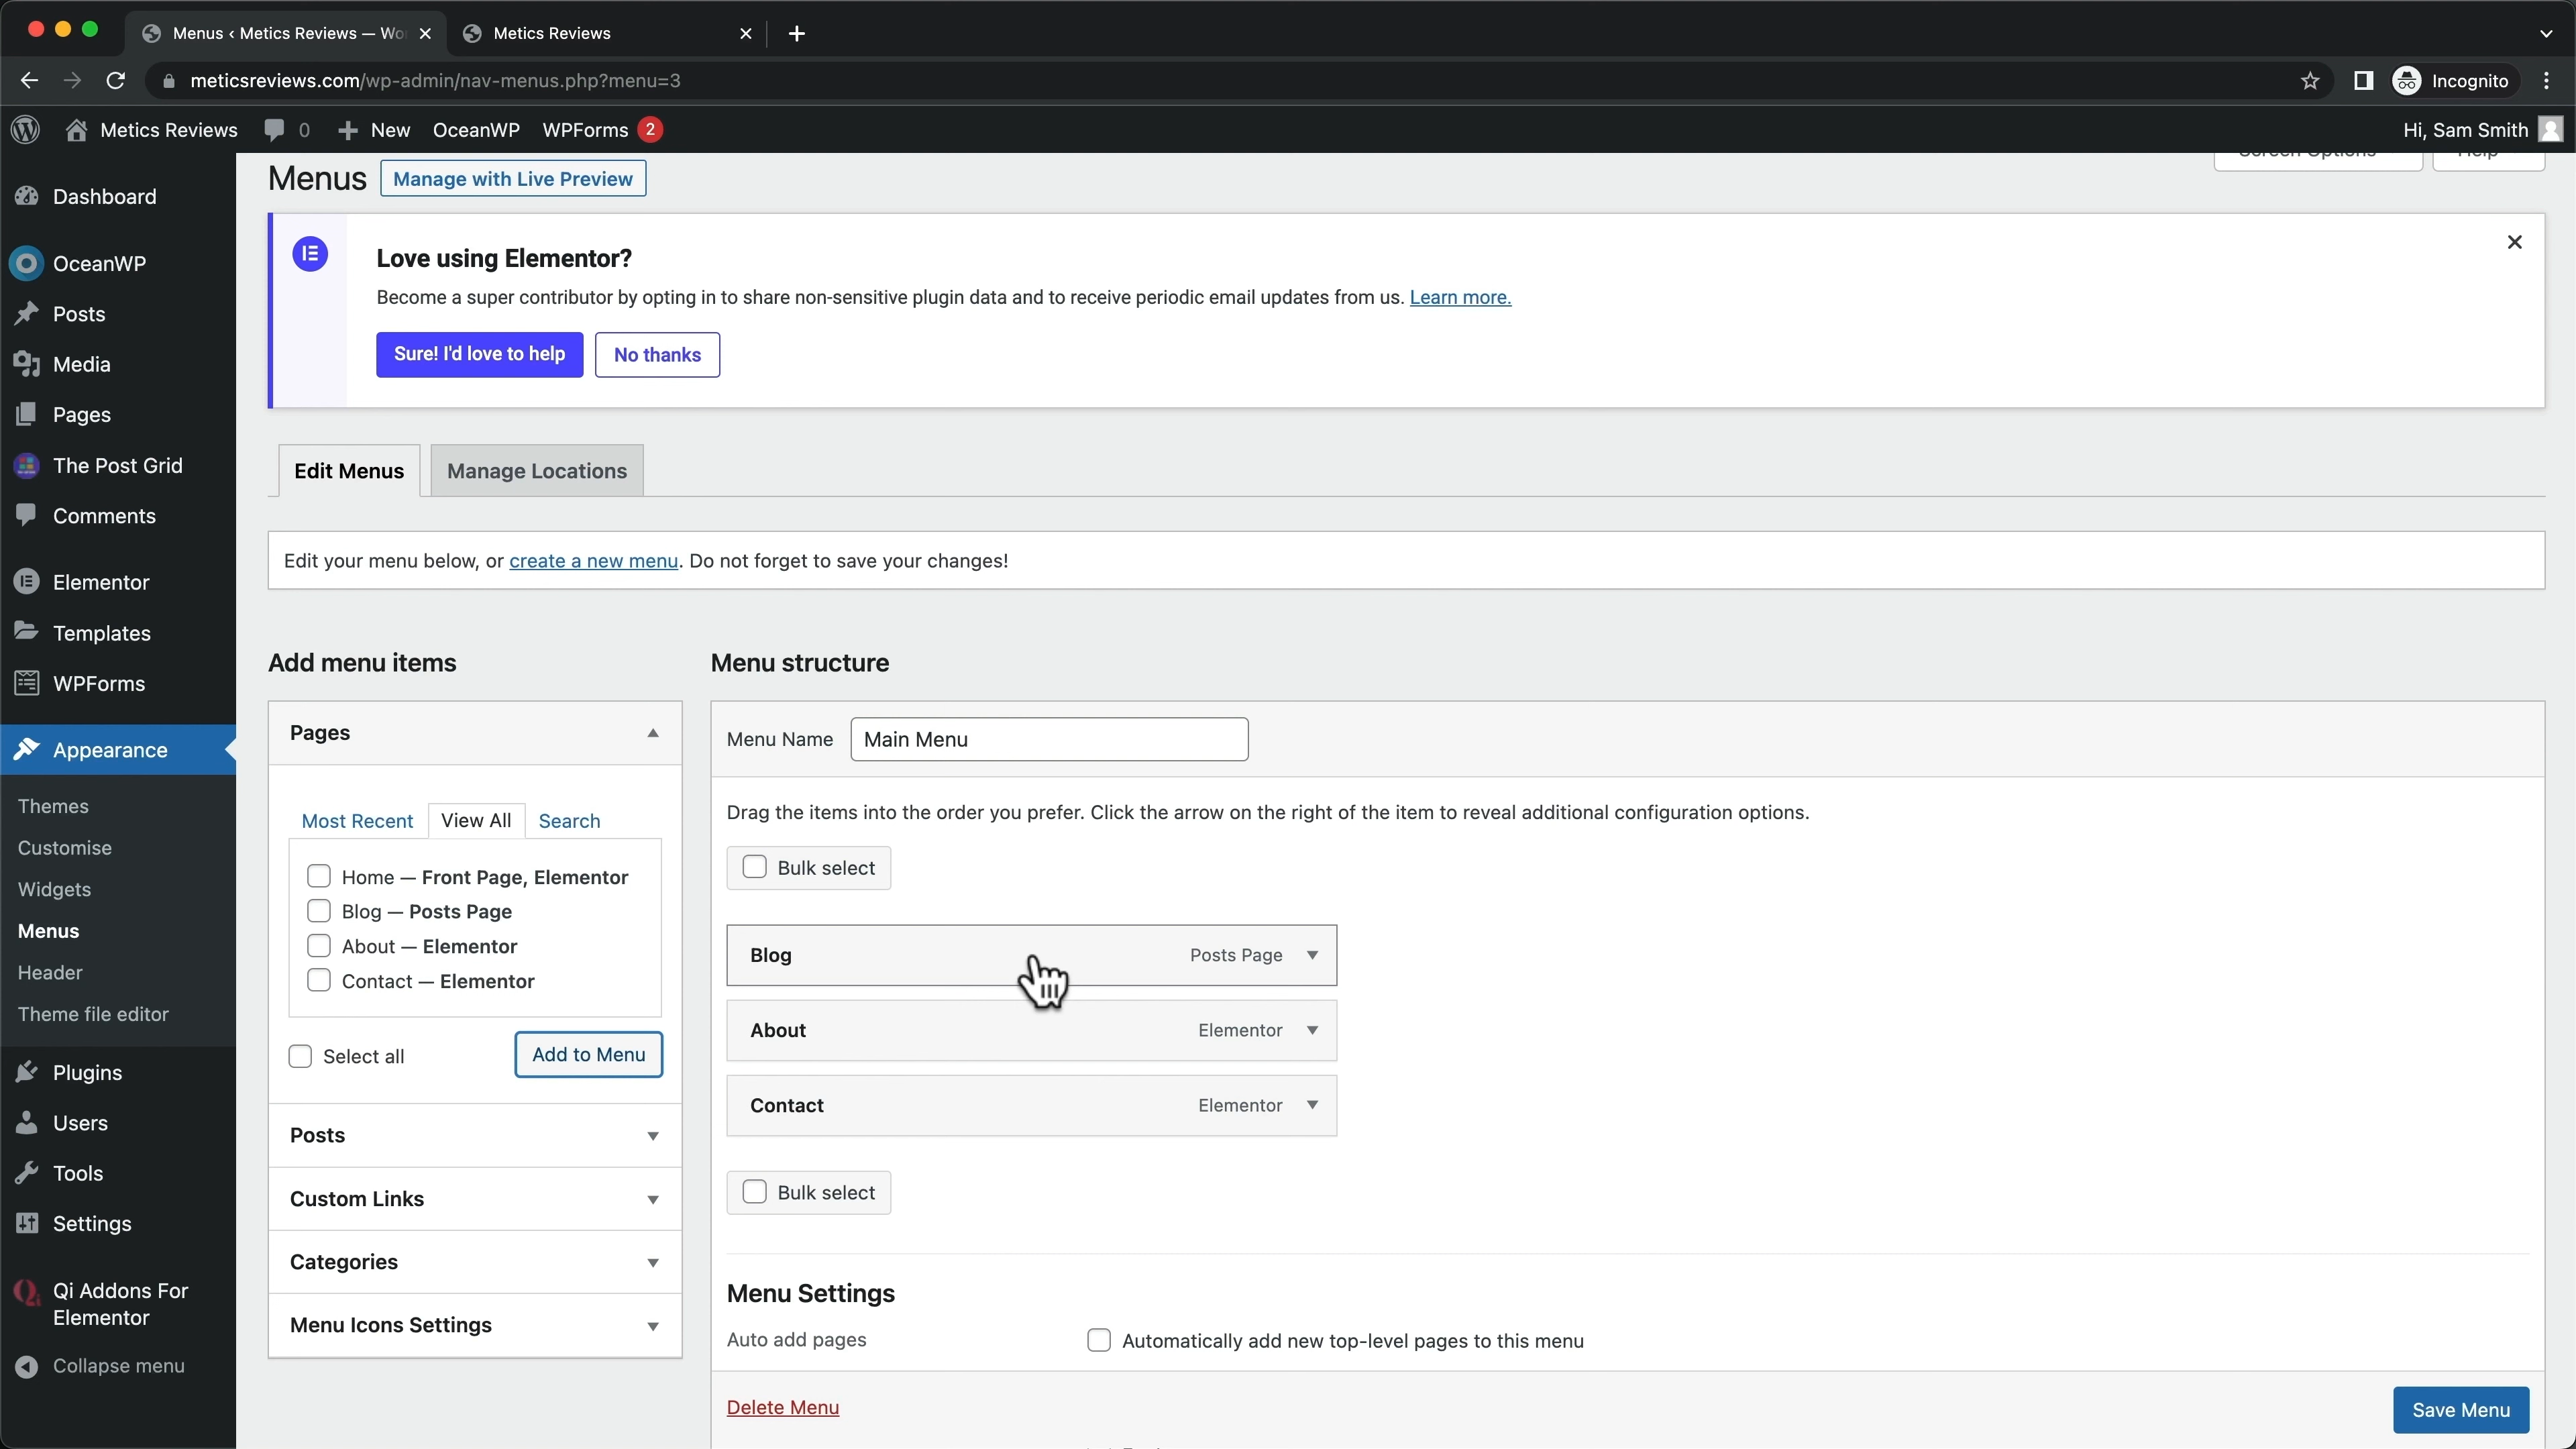 Menus ‹ Metics Reviews — Wo
Metics Reviews
meticsreviews.com/wp-admin/nav-menus.php?menu=3
Incognito
Metics Reviews
0
New
OceanWP
WPForms
2
Hi, Sam Smith
Dashboard
OceanWP
Posts
Media
Pages
The Post Grid
Comments
Elementor
Templates
WPForms
Appearance
Themes
Customise
Widgets
Menus
Header
Theme file editor
Plugins
Users
Tools
Settings
Qi Addons For
Elementor
Collapse menu
Menus
Manage with Live Preview
Screen Options
Help
Love using Elementor?
Become a super contributor by opting in to share non-sensitive plugin data and to receive periodic email updates from us. Learn more.
Sure! I'd love to help
No thanks
Edit Menus
Manage Locations
Edit your menu below, or create a new menu. Do not forget to save your changes!
Add menu items
Pages
Most Recent
View All
Search
Home — Front Page, Elementor
Blog — Posts Page
About — Elementor
Contact — Elementor
Select all
Add to Menu
Posts
Custom Links
Categories
Menu Icons Settings
Menu structure
Menu Name
Main Menu
Drag the items into the order you prefer. Click the arrow on the right of the item to reveal additional configuration options.
Bulk select
Blog
Posts Page
About
Elementor
Contact
Elementor
Bulk select
Menu Settings
Auto add pages
Automatically add new top-level pages to this menu
Delete Menu
Save Menu